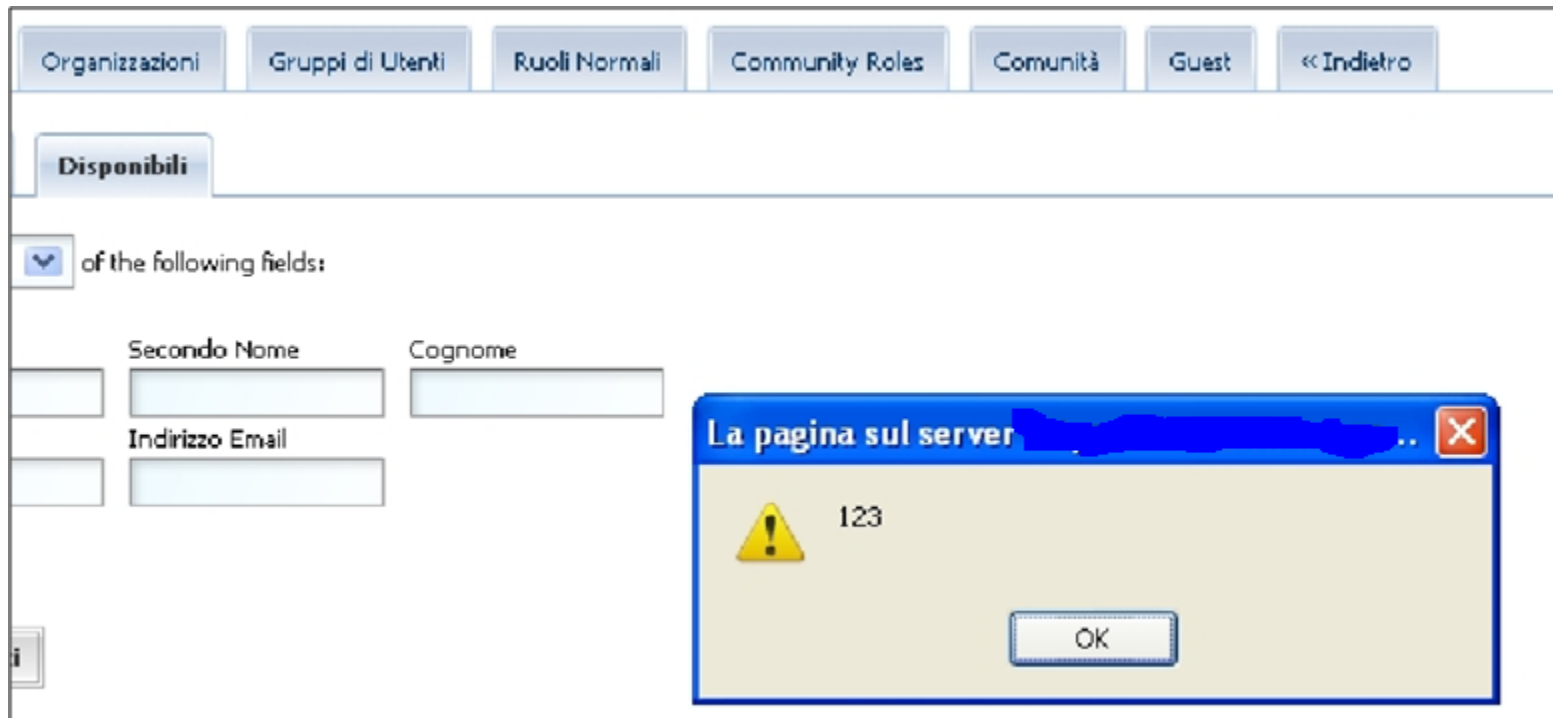 Organizzazioni Gruppi di Utenti Ruoli Normali Community Roles Comunità Guest « Indietro
Disponibili
of the following fields:
Secondo Nome Cognome
Indirizzo Email
La pagina sul server ..
123
OK